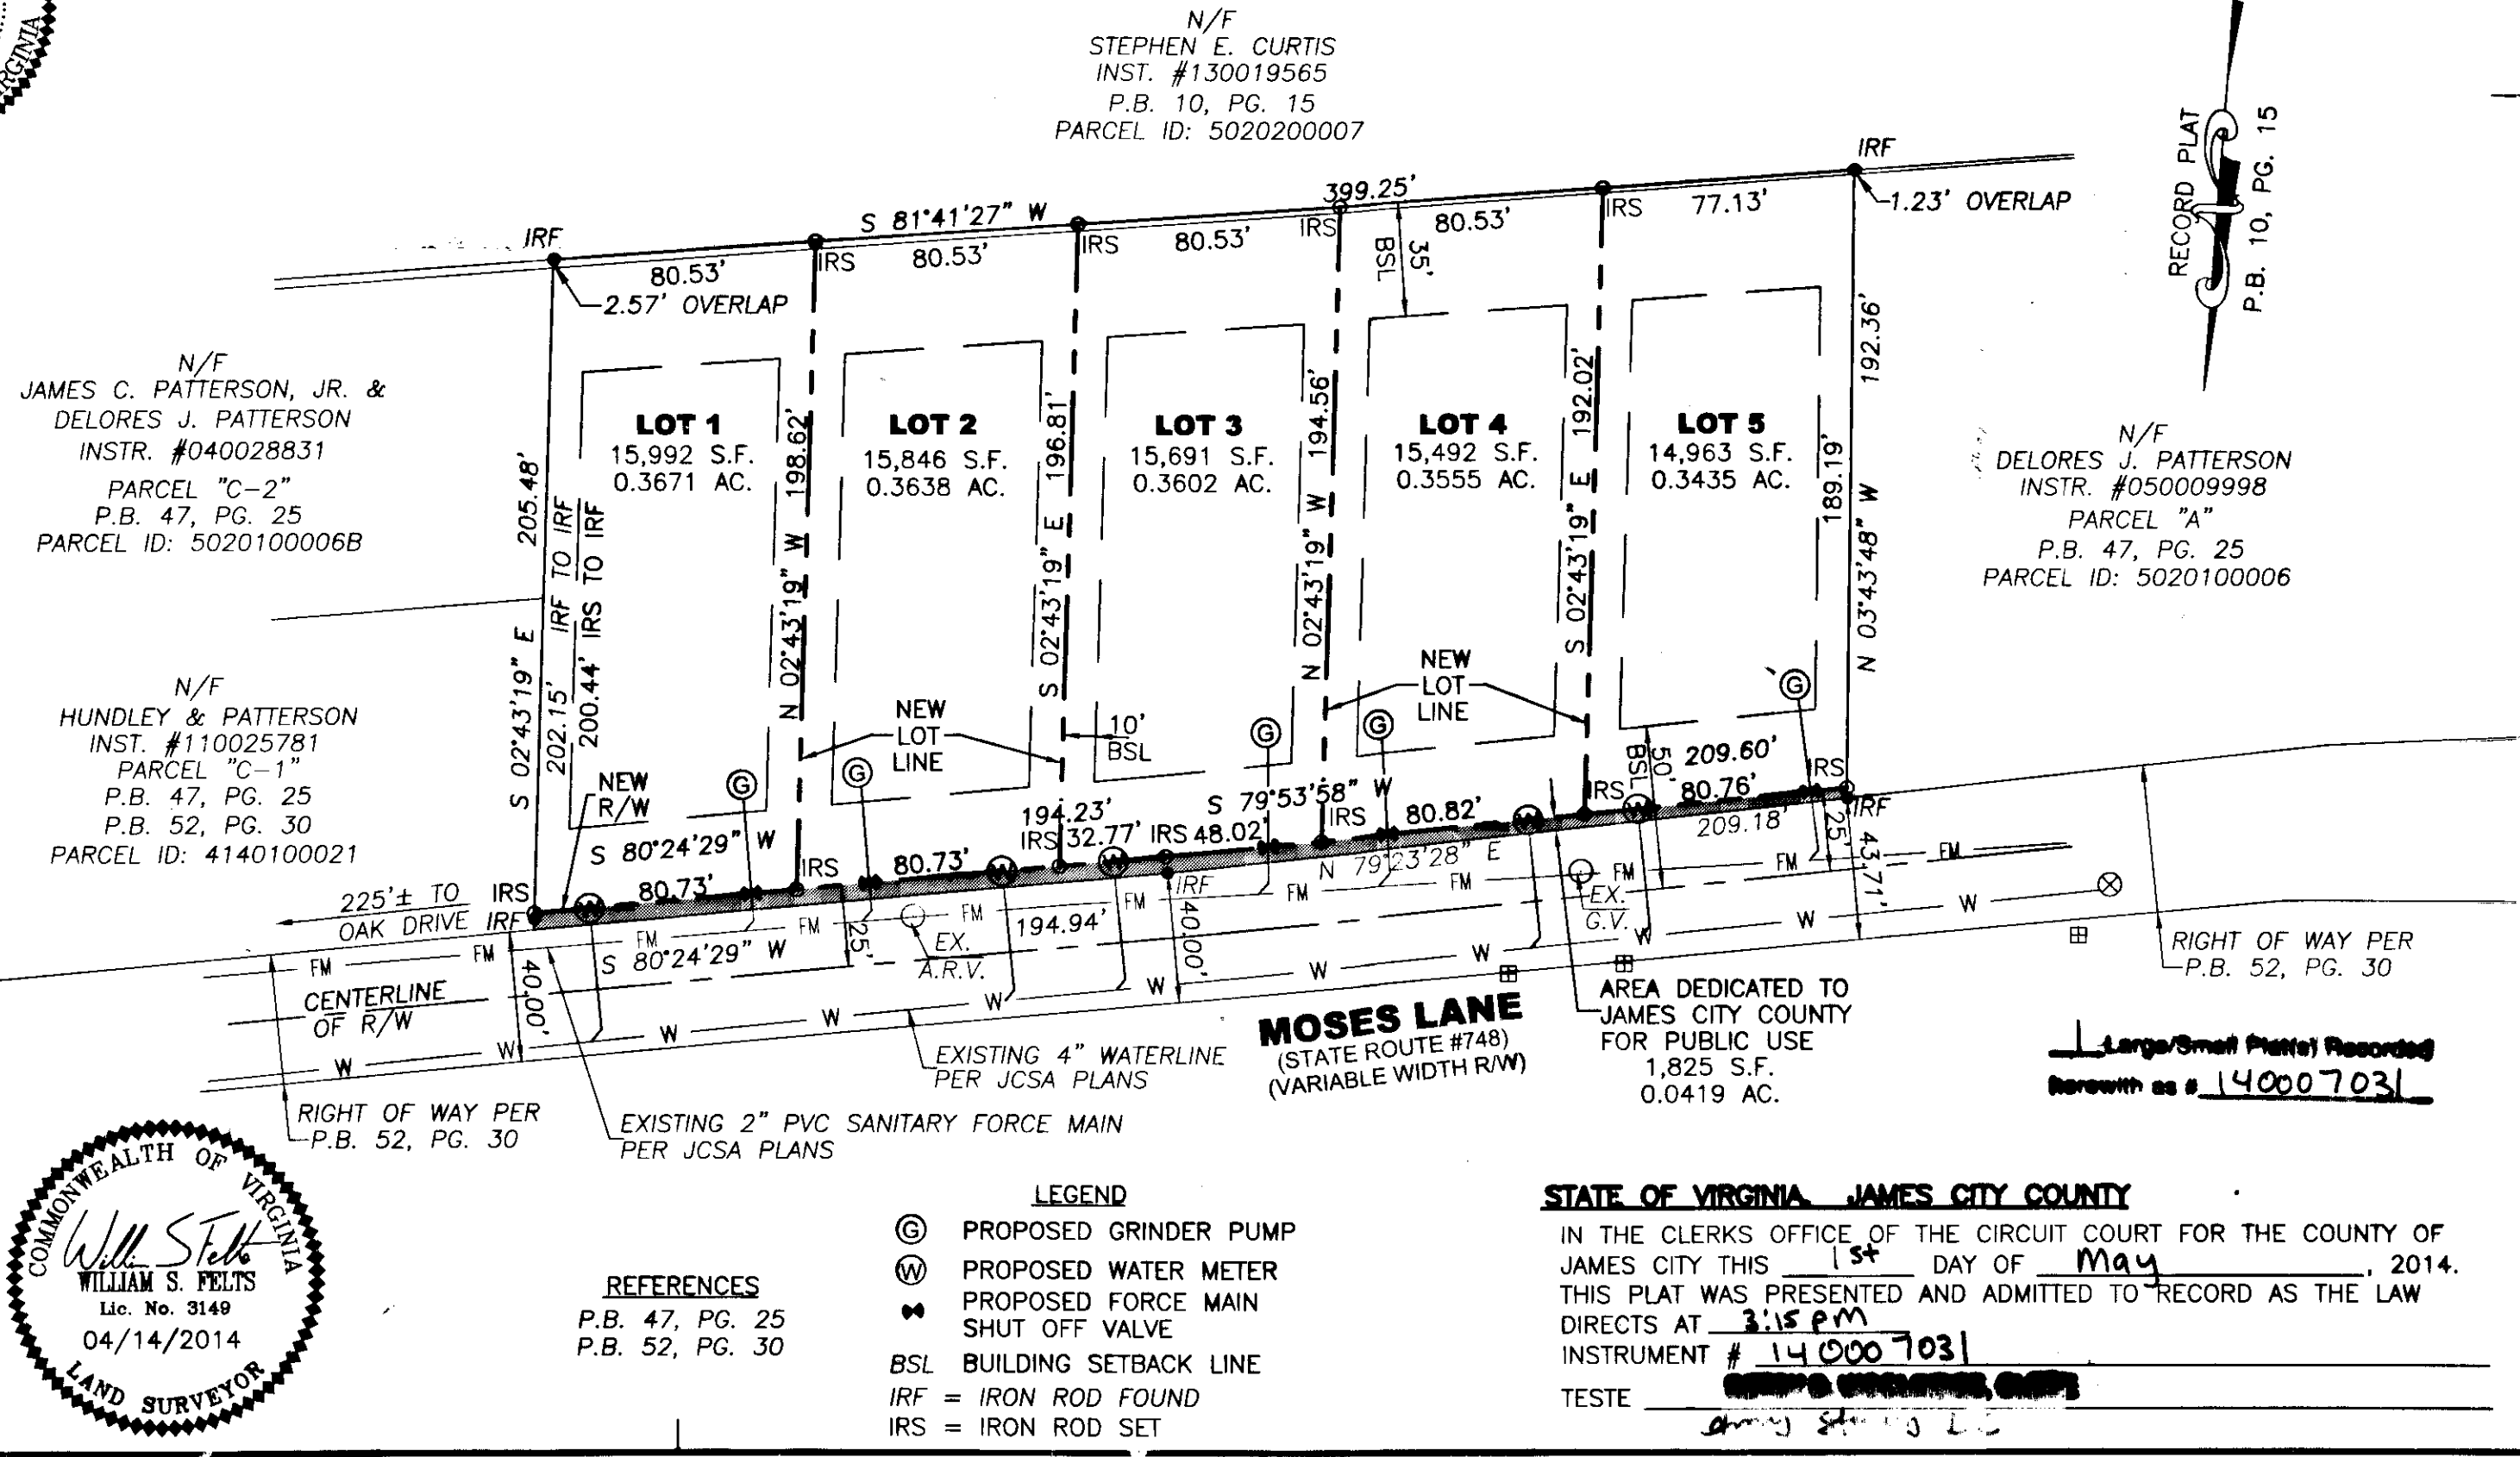 VIRGINIA
N/F
STEPHEN E. CURTIS
INST. #130019565
P.B. 10, PG. 15
PARCEL ID: 5020200007
RECORD PLAT
P.B. 10, PG. 15
IRF
1.23' OVERLAP
399.25'
S 81°41'27" W
IRF
80.53'
IRS
80.53'
IRS
80.53'
IRS
80.53'
IRS
77.13'
2.57' OVERLAP
35'
BSL
N/F
JAMES C. PATTERSON, JR. &
DELORES J. PATTERSON
INSTR. #040028831
PARCEL "C-2"
P.B. 47, PG. 25
PARCEL ID: 5020100006B
N/F
HUNDLEY & PATTERSON
INST. #110025781
PARCEL "C-1"
P.B. 47, PG. 25
P.B. 52, PG. 30
PARCEL ID: 4140100021
N/F
DELORES J. PATTERSON
INSTR. #050009998
PARCEL "A"
P.B. 47, PG. 25
PARCEL ID: 5020100006
LOT 1
15,992 S.F.
0.3671 AC.
LOT 2
15,846 S.F.
0.3638 AC.
LOT 3
15,691 S.F.
0.3602 AC.
LOT 4
15,492 S.F.
0.3555 AC.
LOT 5
14,963 S.F.
0.3435 AC.
S 02°43'19" E 205.48'
202.15' IRF TO IRF
200.44' IRS TO IRF
N 02°43'19" W 198.62'
S 02°43'19" E 196.81'
N 02°43'19" W 194.56'
S 02°43'19" E 192.02'
189.19'
N 03°43'48" W 192.36'
NEW
R/W
NEW
LOT
LINE
NEW
LOT
LINE
10'
BSL
50'
BSL
G
G
G
G
G
S 80°24'29" W
194.23'
S 79°53'58" W
209.60'
IRS
IRF
80.73'
IRS
80.73'
IRS
32.77'
IRS
48.02'
IRS
80.82'
IRS
80.76'
IRS
IRF
209.18'
N 79°23'28" E
IRF
W
W
W
W
W
225'± TO
OAK DRIVE
S 80°24'29" W
194.94'
25'
25'
40.00'
40.00'
43.71'
EX.
A.R.V.
EX.
G.V.
FM
FM
FM
FM
FM
FM
FM
FM
FM
FM
FM
W
W
W
W
W
W
W
W
W
W
W
CENTERLINE
OF R/W
MOSES LANE
(STATE ROUTE #748)
(VARIABLE WIDTH R/W)
AREA DEDICATED TO
JAMES CITY COUNTY
FOR PUBLIC USE
1,825 S.F.
0.0419 AC.
RIGHT OF WAY PER
P.B. 52, PG. 30
EXISTING 4" WATERLINE
PER JCSA PLANS
RIGHT OF WAY PER
P.B. 52, PG. 30
EXISTING 2" PVC SANITARY FORCE MAIN
PER JCSA PLANS
1 Large/Small Plat(s) Recorded
herewith as # 140007031
COMMONWEALTH OF VIRGINIA
William S Felts
WILLIAM S. FELTS
Lic. No. 3149
04/14/2014
LAND SURVEYOR
REFERENCES
P.B. 47, PG. 25
P.B. 52, PG. 30
LEGEND
G PROPOSED GRINDER PUMP
W PROPOSED WATER METER
PROPOSED FORCE MAIN
SHUT OFF VALVE
BSL BUILDING SETBACK LINE
IRF = IRON ROD FOUND
IRS = IRON ROD SET
STATE OF VIRGINIA JAMES CITY COUNTY
IN THE CLERKS OFFICE OF THE CIRCUIT COURT FOR THE COUNTY OF
JAMES CITY THIS 1st DAY OF May, 2014.
THIS PLAT WAS PRESENTED AND ADMITTED TO RECORD AS THE LAW
DIRECTS AT 3:15 PM
INSTRUMENT # 140007031
TESTE